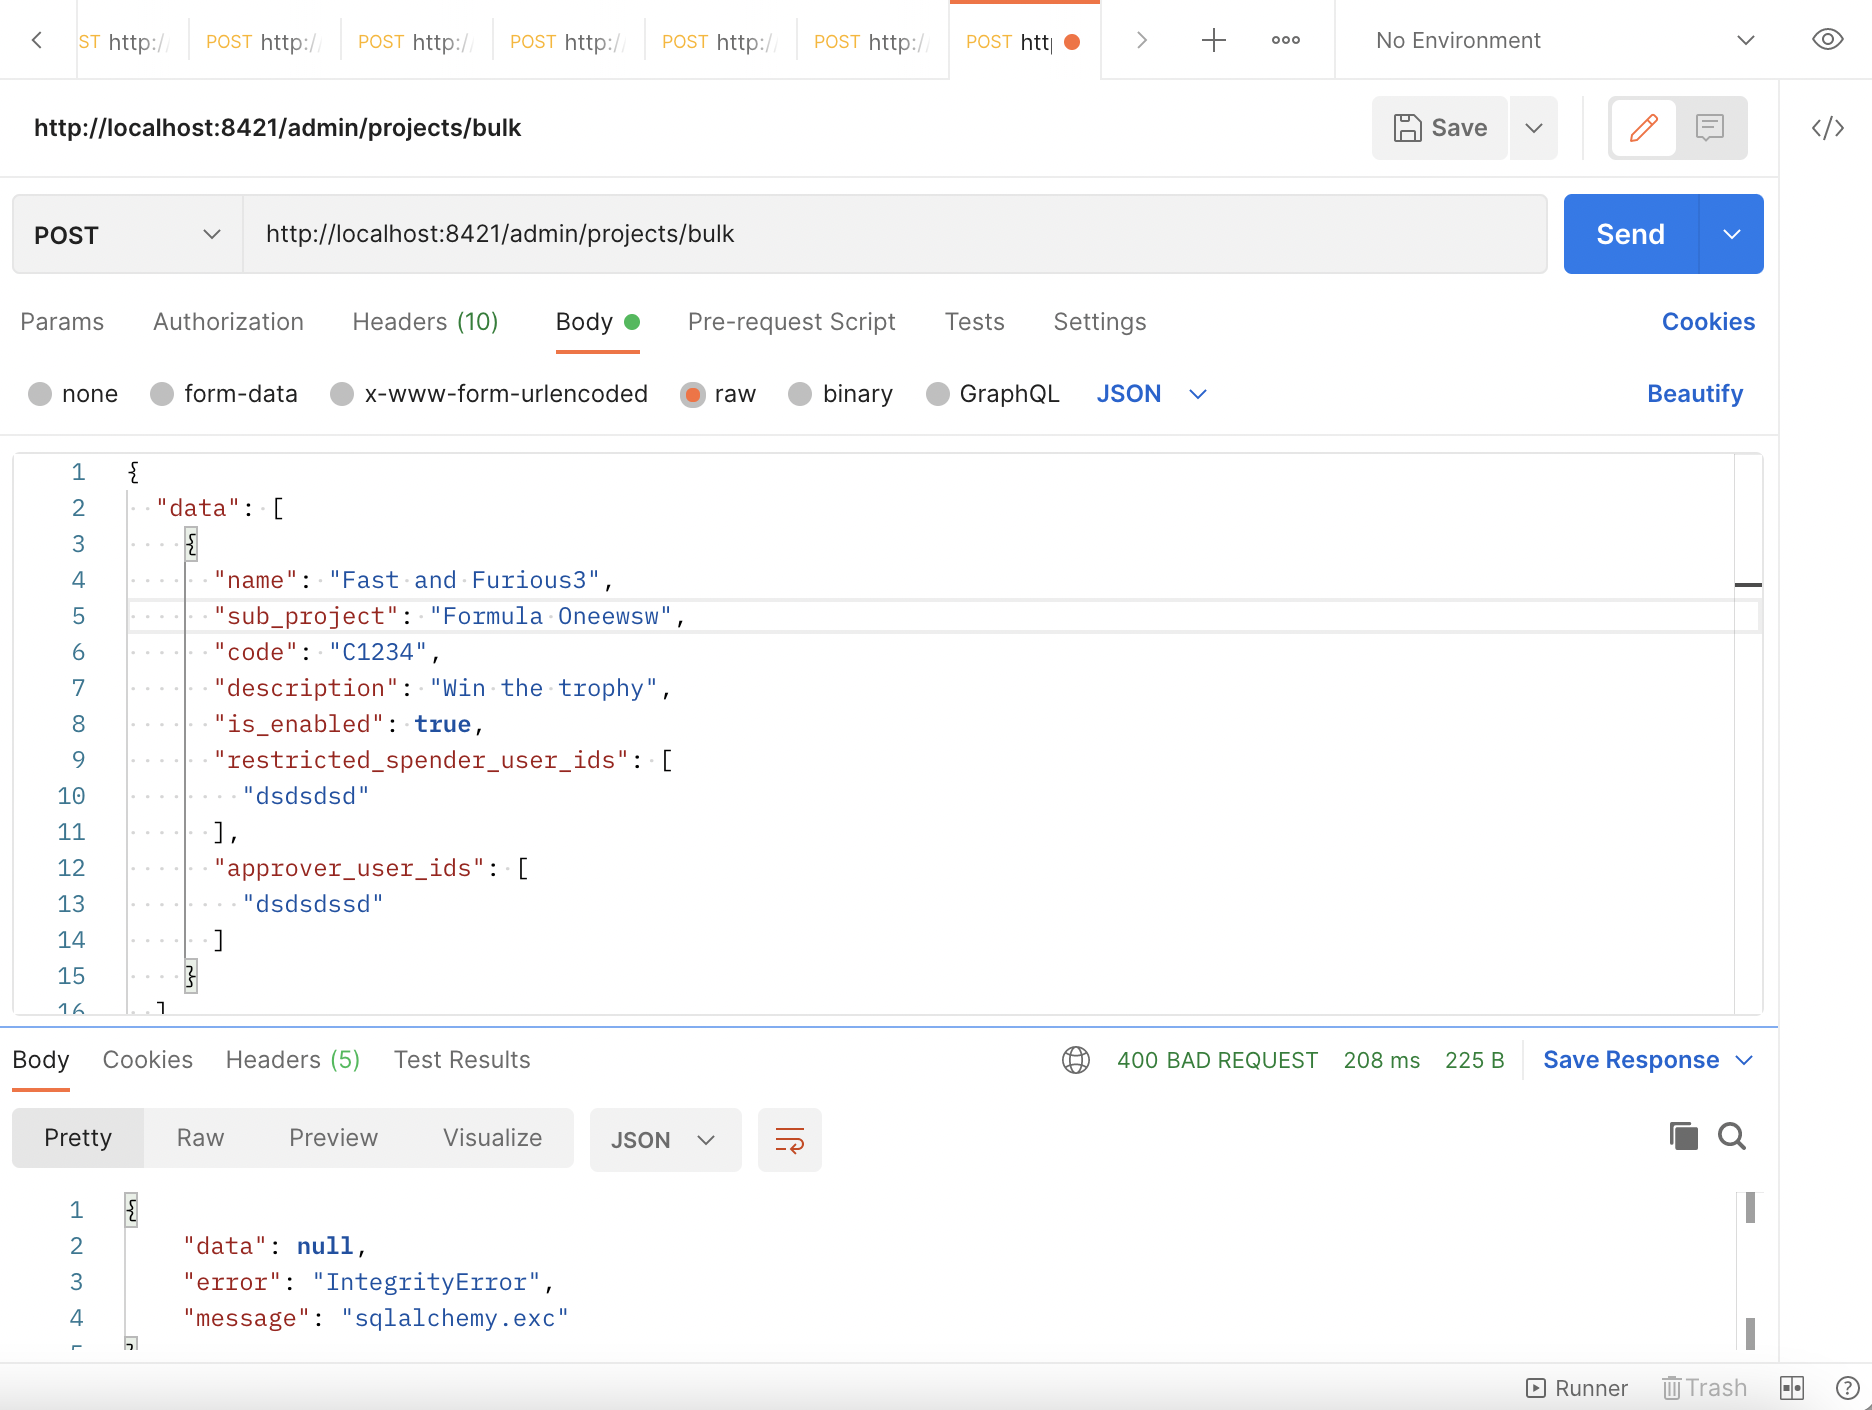 ST http:/ POST http:/ POST http:/ POST http:/ POST http:/ POST http:/ POST htt No Environment
http://localhost:8421/admin/projects/bulk Save
POST http://localhost:8421/admin/projects/bulk Send
Params Authorization Headers (10) Body Pre-request Script Tests Settings Cookies
none form-data x-www-form-urlencoded raw binary GraphQL JSON Beautify
1 {
2 "data": [
3 {
4 "name": "Fast and Furious3",
5 "sub_project": "Formula Oneewsw",
6 "code": "C1234",
7 "description": "Win the trophy",
8 "is_enabled": true,
9 "restricted_spender_user_ids": [
10 "dsdsdsd"
11 ],
12 "approver_user_ids": [
13 "dsdsdssd"
14 ]
15 }
16 ]
Body Cookies Headers (5) Test Results 400 BAD REQUEST 208 ms 225 B Save Response
Pretty Raw Preview Visualize JSON
1 {
2 "data": null,
3 "error": "IntegrityError",
4 "message": "sqlalchemy.exc"
5 }
Runner Trash